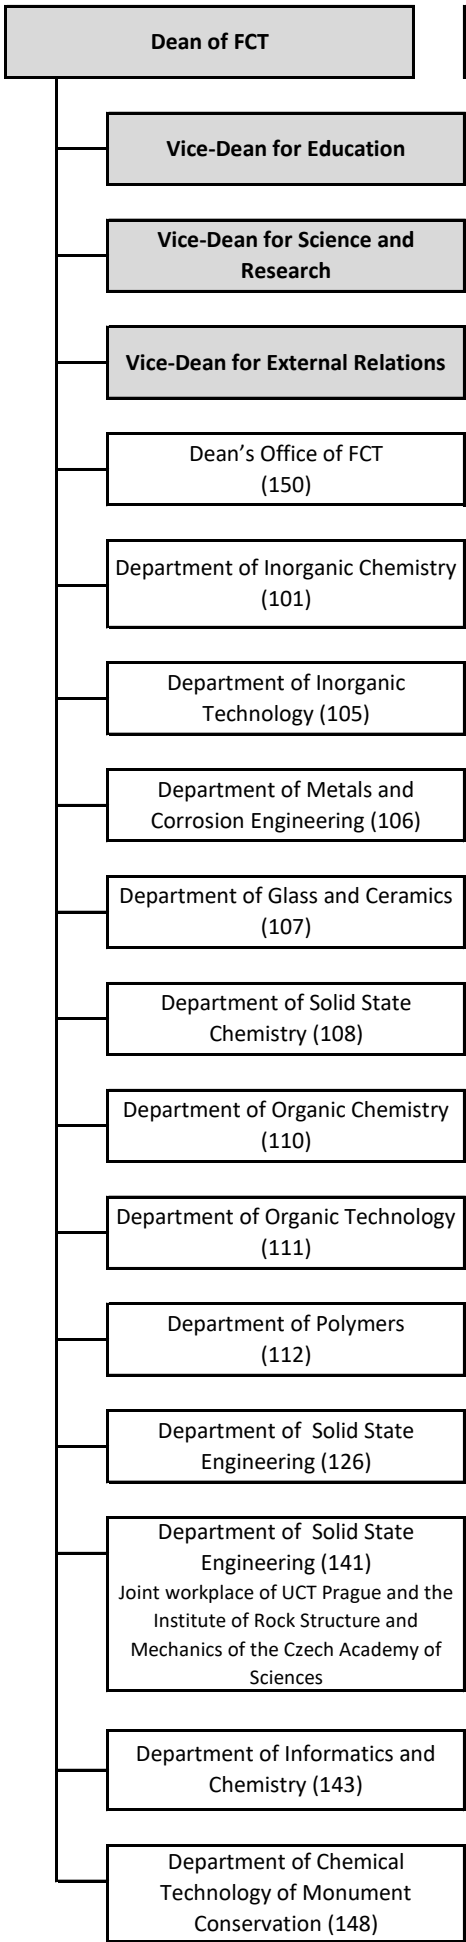 Dean of FCT
Vice-Dean for Education
Vice-Dean for Science and
Research
Vice-Dean for External Relations
Dean’s Office of FCT
(150)
Department of Inorganic Chemistry
(101)
Department of Inorganic
Technology (105)
Department of Metals and
Corrosion Engineering (106)
Department of Glass and Ceramics
(107)
Department of Solid State
Chemistry (108)
Department of Organic Chemistry
(110)
Department of Organic Technology
(111)
Department of Polymers
(112)
Department of  Solid State
Engineering (126)
Department of  Solid State
Engineering (141)
Joint workplace of UCT Prague and the
Institute of Rock Structure and
Mechanics of the Czech Academy of
Sciences
Department of Informatics and
Chemistry (143)
Department of Chemical
Technology of Monument
Conservation (148)